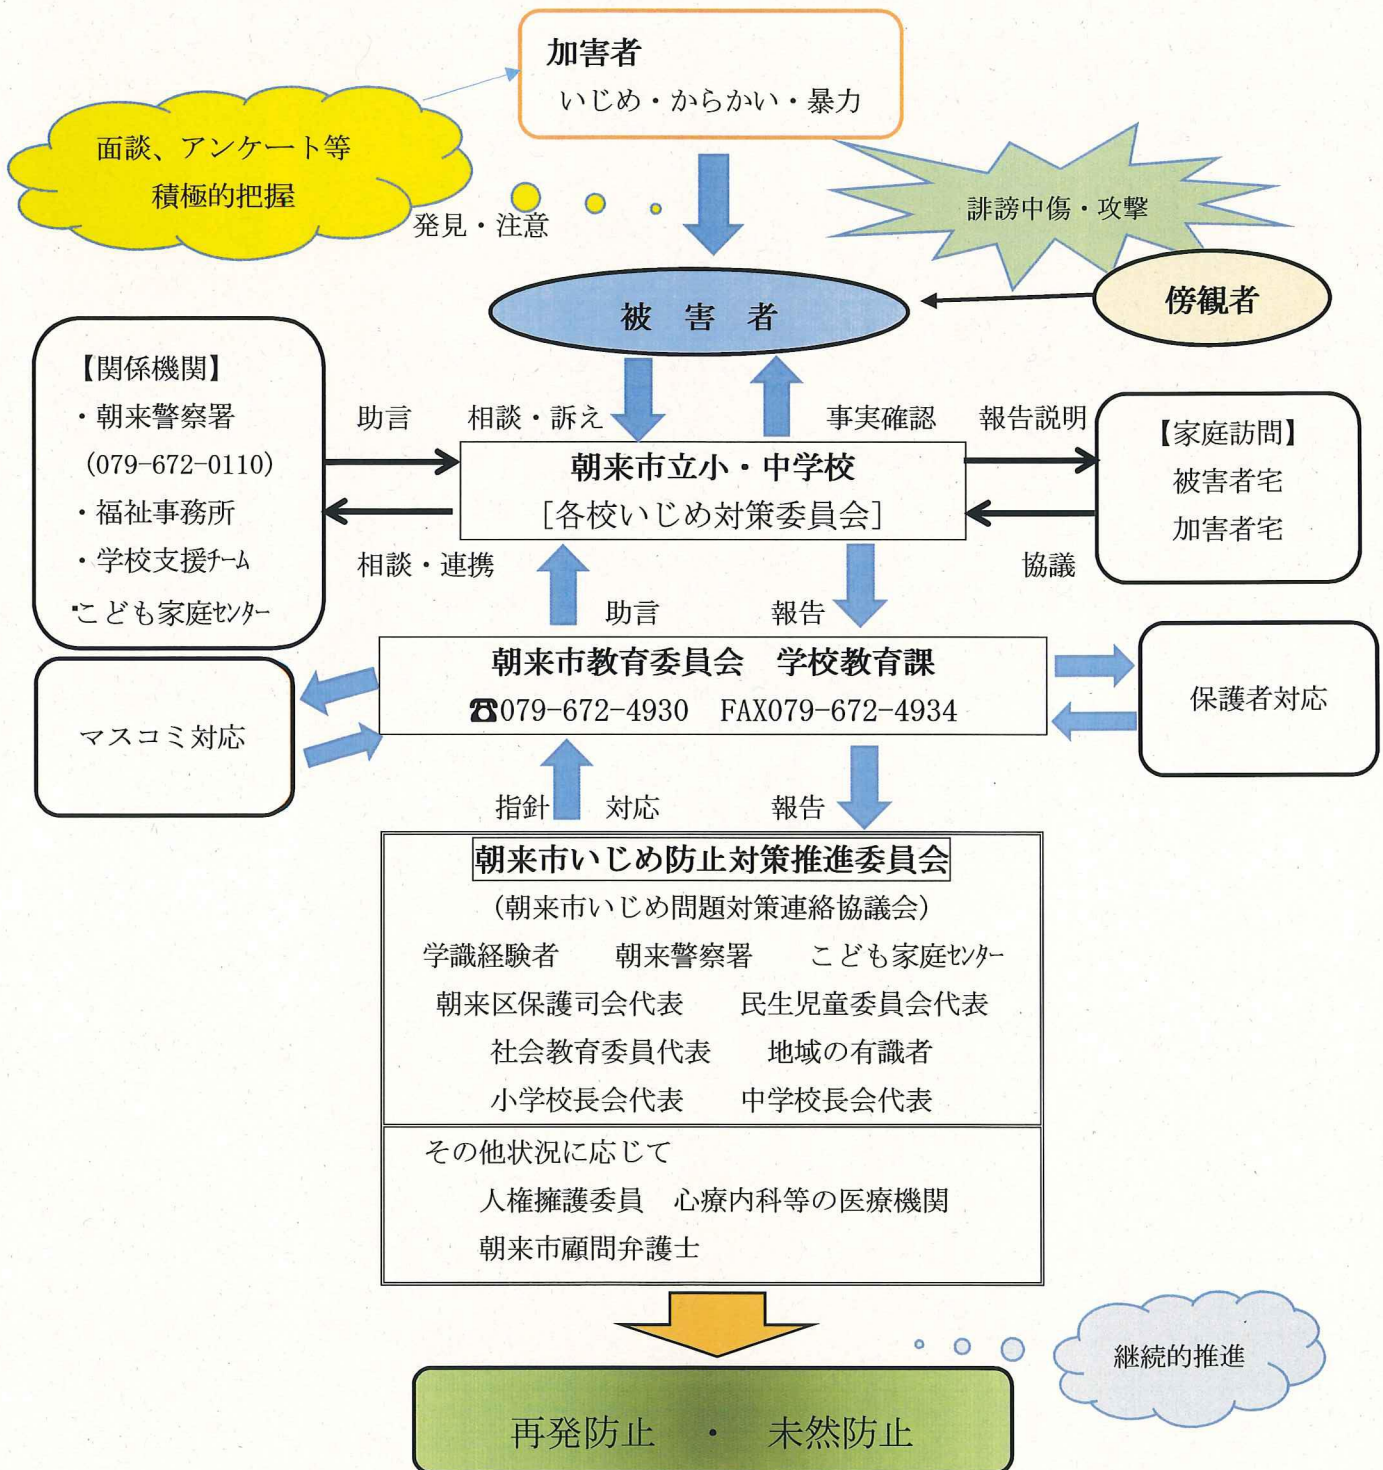 加害者
いじめ・からかい・暴力
面談、アンケート等
積極的把握
発見・注意
誹謗中傷・攻撃
傍観者
被 害 者
【関係機関】
・朝来警察署
(079-672-0110)
・福祉事務所
・学校支援ﾁｰﾑ
・こども家庭ｾﾝﾀｰ
助言
相談・連携
相談・訴え
事実確認
朝来市立小・中学校
［各校いじめ対策委員会］
報告説明
協議
【家庭訪問】
被害者宅
加害者宅
助言
報告
朝来市教育委員会 学校教育課
☎079-672-4930 FAX079-672-4934
マスコミ対応
保護者対応
指針 対応
報告
朝来市いじめ防止対策推進委員会
(朝来市いじめ問題対策連絡協議会)
学識経験者 朝来警察署 こども家庭ｾﾝﾀｰ
朝来区保護司会代表 民生児童委員会代表
社会教育委員代表 地域の有識者
小学校長会代表 中学校長会代表
その他状況に応じて
人権擁護委員 心療内科等の医療機関
朝来市顧問弁護士
継続的推進
再発防止 ・ 未然防止